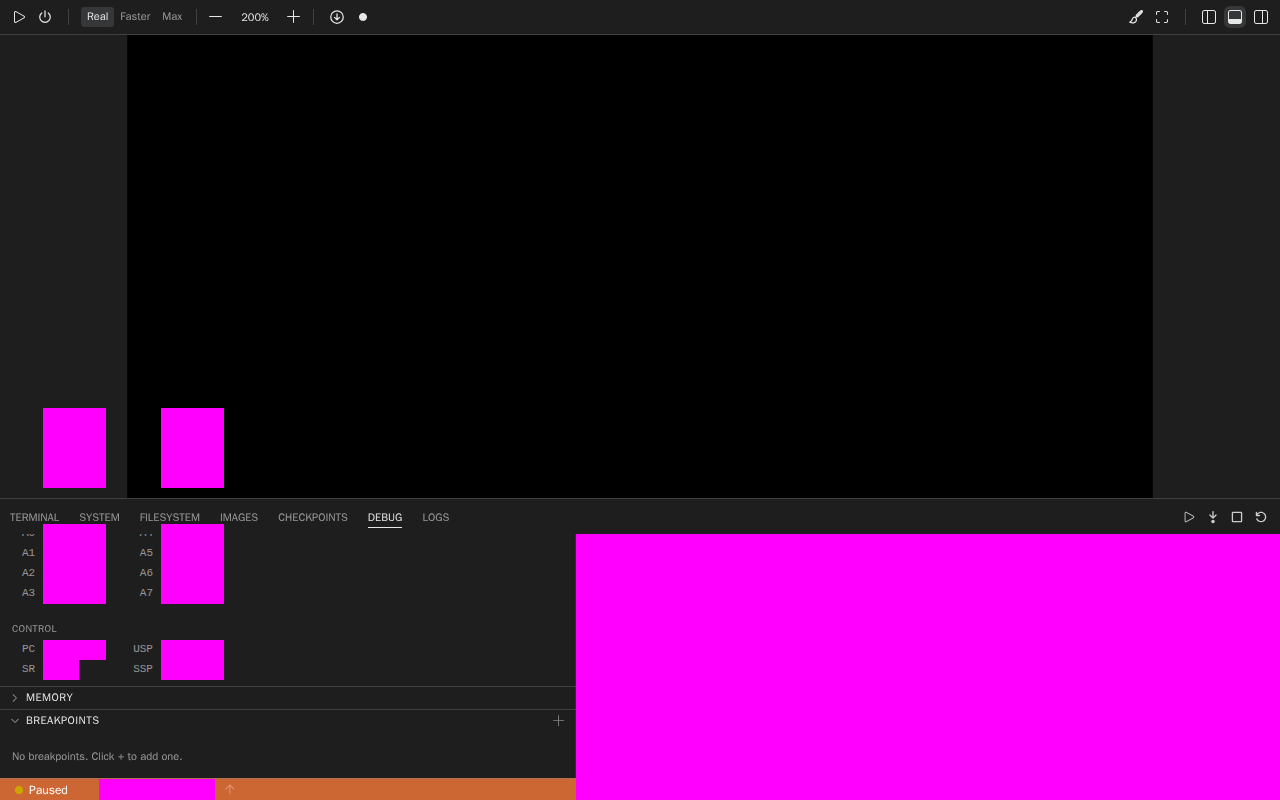 Real Faster Max 200%
TERMINAL SYSTEM FILESYSTEM IMAGES CHECKPOINTS DEBUG LOGS
A1 A5
A2 A6
A3 A7
CONTROL
PC USP
SR SSP
MEMORY
BREAKPOINTS
No breakpoints. Click + to add one.
Paused